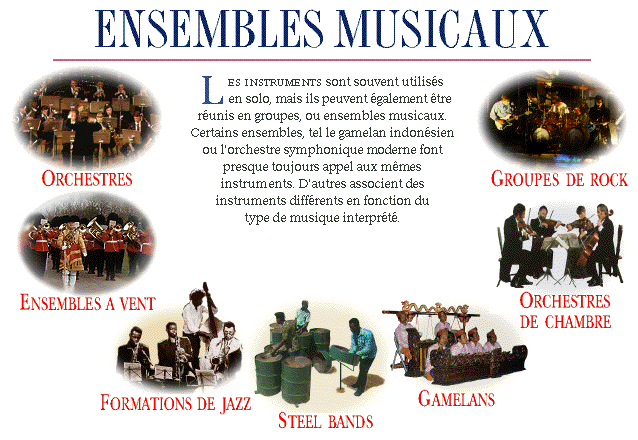 ENSEMBLES MUSICAUX
LES INSTRUMENTS sont souvent utilisés
en solo, mais ils peuvent également être
réunis en groupes, ou ensembles musicaux.
Certains ensembles, tel le gamelan indonésien
ou l'orchestre symphonique moderne font
presque toujours appel aux mêmes
instruments. D'autres associent des
instruments différents en fonction du
type de musique interprété.
ORCHESTRES
GROUPES DE ROCK
ENSEMBLES A VENT
ORCHESTRES
DE CHAMBRE
FORMATIONS DE JAZZ
STEEL BANDS
GAMELANS